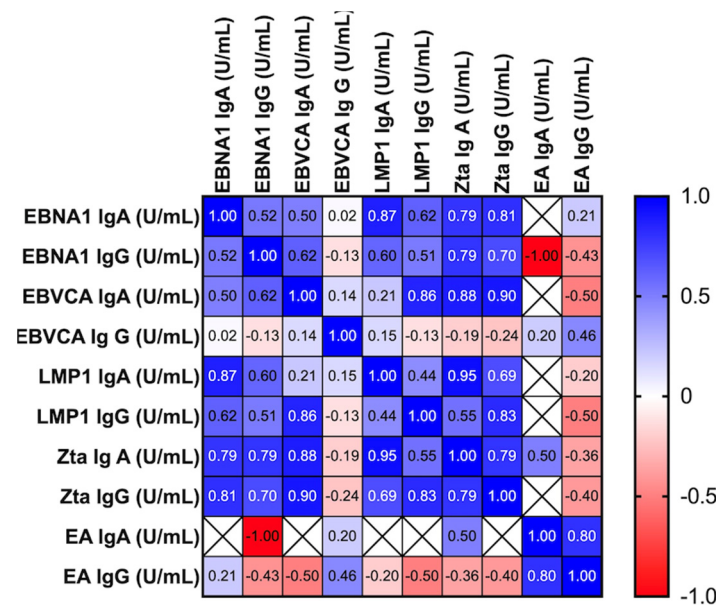 EBNA1 IgA (U/mL)
EBNA1 IgG (U/mL)
EBVCA IgA (U/mL)
EBVCA Ig G (U/mL)
LMP1 IgA (U/mL)
LMP1 IgG (U/mL)
Zta Ig A (U/mL)
Zta IgG (U/mL)
EA IgA (U/mL)
EA IgG (U/mL)
EBNA1 IgA (U/mL) 1.00 0.52 0.50 0.02 0.87 0.62 0.79 0.81 0.21
EBNA1 IgG (U/mL) 0.52 1.00 0.62 -0.13 0.60 0.51 0.79 0.70 -1.00 -0.43
EBVCA IgA (U/mL) 0.50 0.62 1.00 0.14 0.21 0.86 0.88 0.90 -0.50
EBVCA Ig G (U/mL) 0.02 -0.13 0.14 1.00 0.15 -0.13 -0.19 -0.24 0.20 0.46
LMP1 IgA (U/mL) 0.87 0.60 0.21 0.15 1.00 0.44 0.95 0.69 -0.20
LMP1 IgG (U/mL) 0.62 0.51 0.86 -0.13 0.44 1.00 0.55 0.83 -0.50
Zta Ig A (U/mL) 0.79 0.79 0.88 -0.19 0.95 0.55 1.00 0.79 0.50 -0.36
Zta IgG (U/mL) 0.81 0.70 0.90 -0.24 0.69 0.83 0.79 1.00 -0.40
EA IgA (U/mL) -1.00 0.20 0.50 1.00 0.80
EA IgG (U/mL) 0.21 -0.43 -0.50 0.46 -0.20 -0.50 -0.36 -0.40 0.80 1.00
1.0
0.5
0
-0.5
-1.0